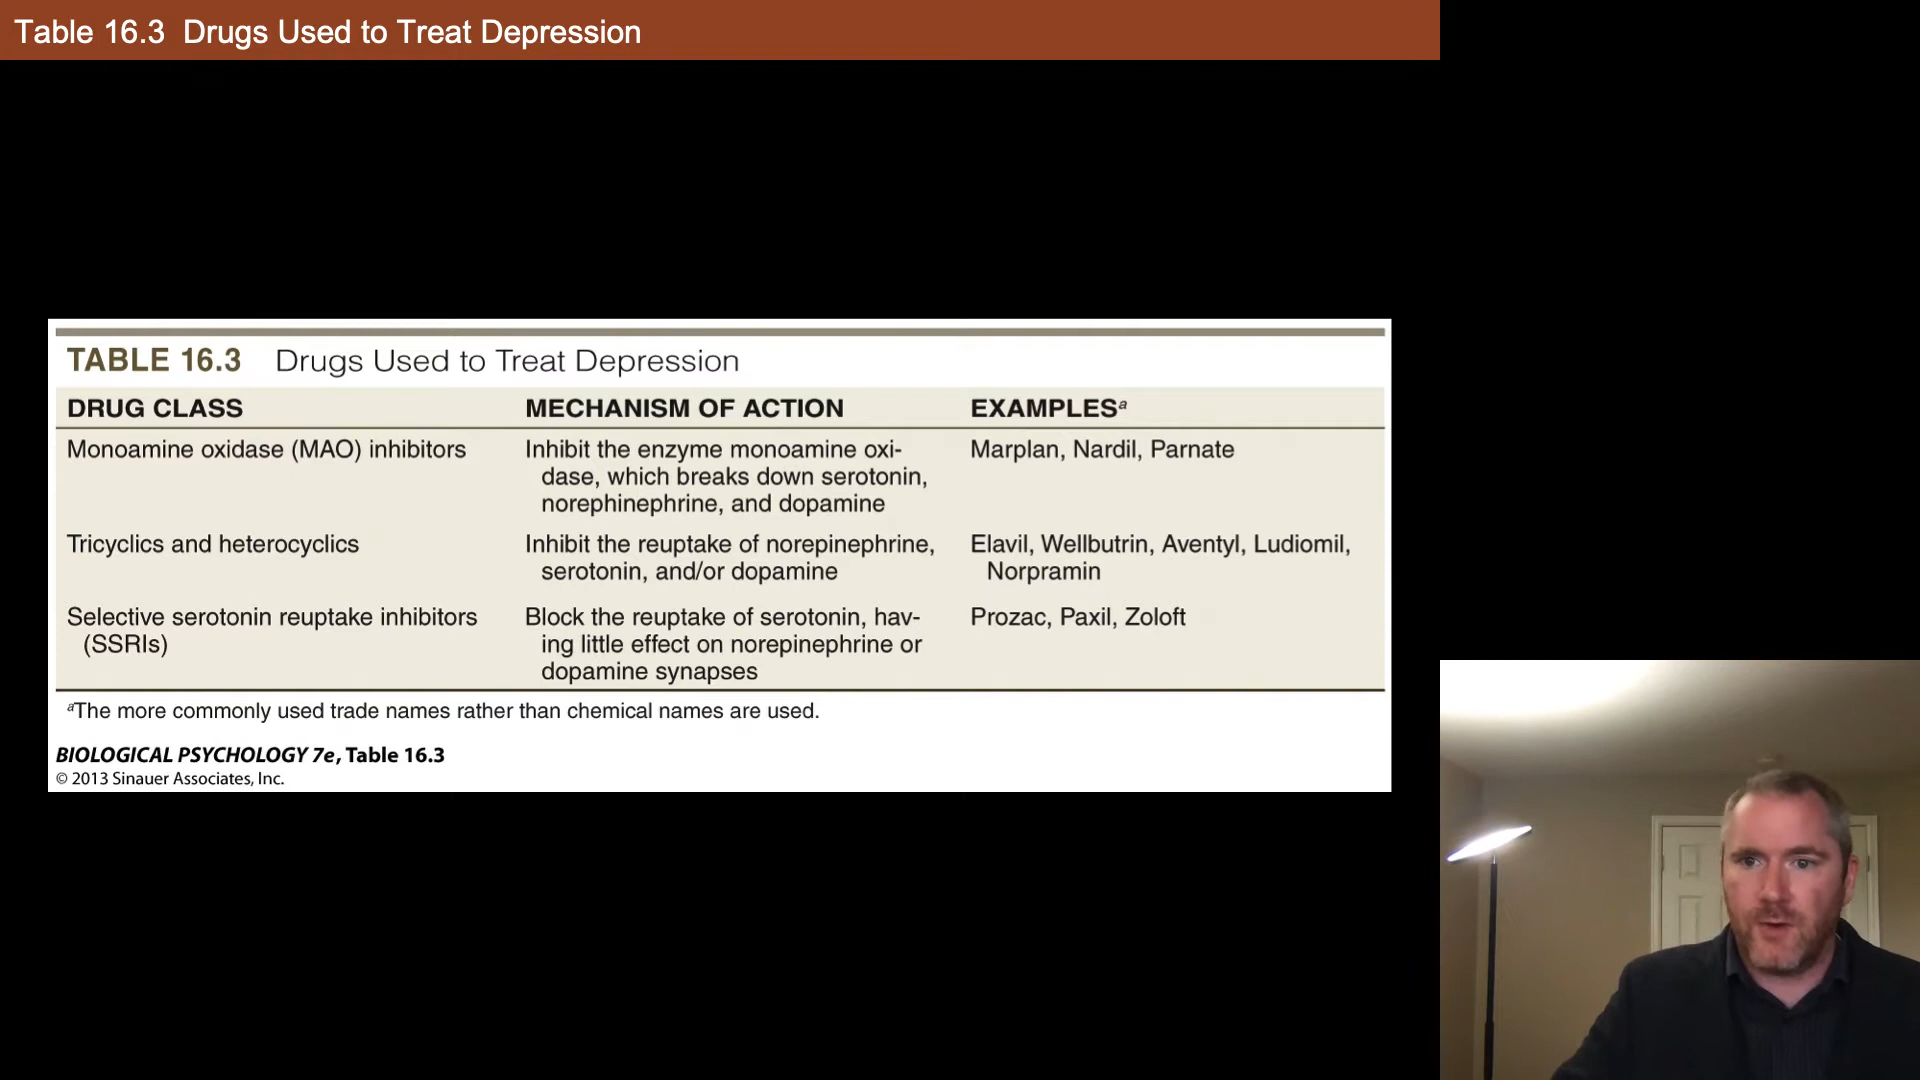 Table 16.3 Drugs Used to Treat Depression
TABLE 16.3 Drugs Used to Treat Depression
DRUG CLASS MECHANISM OF ACTION EXAMPLESa
Monoamine oxidase (MAO) inhibitors Inhibit the enzyme monoamine oxi- Marplan, Nardil, Parnate
dase, which breaks down serotonin,
norephinephrine, and dopamine
Tricyclics and heterocyclics Inhibit the reuptake of norepinephrine, Elavil, Wellbutrin, Aventyl, Ludiomil,
serotonin, and/or dopamine Norpramin
Selective serotonin reuptake inhibitors Block the reuptake of serotonin, hav- Prozac, Paxil, Zoloft
(SSRIs) ing little effect on norepinephrine or
dopamine synapses
aThe more commonly used trade names rather than chemical names are used.
BIOLOGICAL PSYCHOLOGY 7e, Table 16.3
© 2013 Sinauer Associates, Inc.